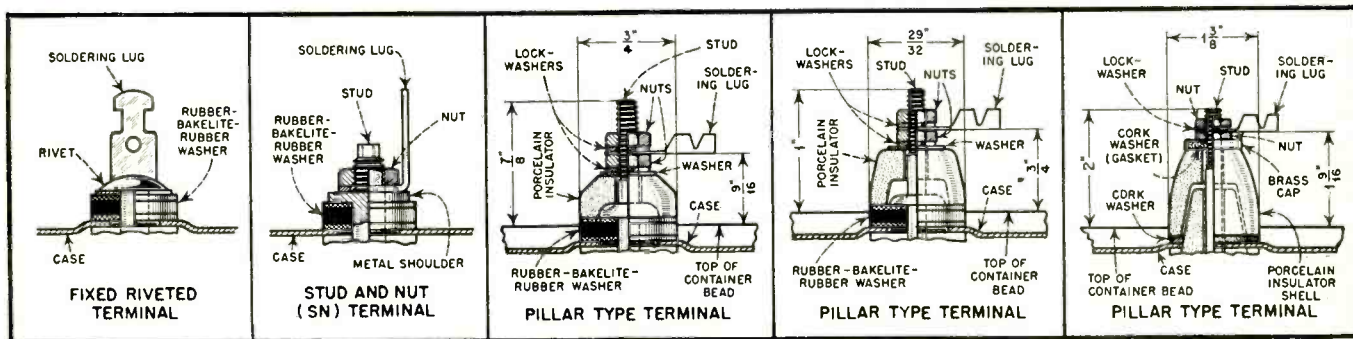 SOLDERING LUG
RUBBER-
BAKELITE-
RUBBER
WASHER
RIVET
CASE
FIXED RIVETED
TERMINAL
SOLDERING LUG
STUD
RUBBER-
BAKELITE-
RUBBER
WASHER
NUT
CASE
METAL SHOULDER
STUD AND NUT
(SN) TERMINAL
3"
4
STUD
LOCK-
WASHERS
NUTS
SOLDER-
ING LUG
7"
8
PORCELAIN
INSULATOR
WASHER
9"
16
CASE
RUBBER-BAKELITE-
RUBBER WASHER
TOP OF
CONTAINER
BEAD
PILLAR TYPE TERMINAL
29"
32
LOCK-
WASHERS
STUD
NUTS
SOLDER-
ING LUG
1"
PORCELAIN
INSULATOR
WASHER
3"
4
CASE
RUBBER-BAKELITE-
RUBBER WASHER
TOP OF
CONTAINER
BEAD
PILLAR TYPE TERMINAL
1 3"
8
LOCK-
WASHER
STUD
SOLDER-
ING LUG
NUT
CORK
WASHER
(GASKET)
NUT
2"
BRASS
CAP
1 9"
16
CORK
WASHER
TOP OF
CONTAINER BEAD
CASE
PORCELAIN
INSULATOR
SHELL
PILLAR TYPE TERMINAL